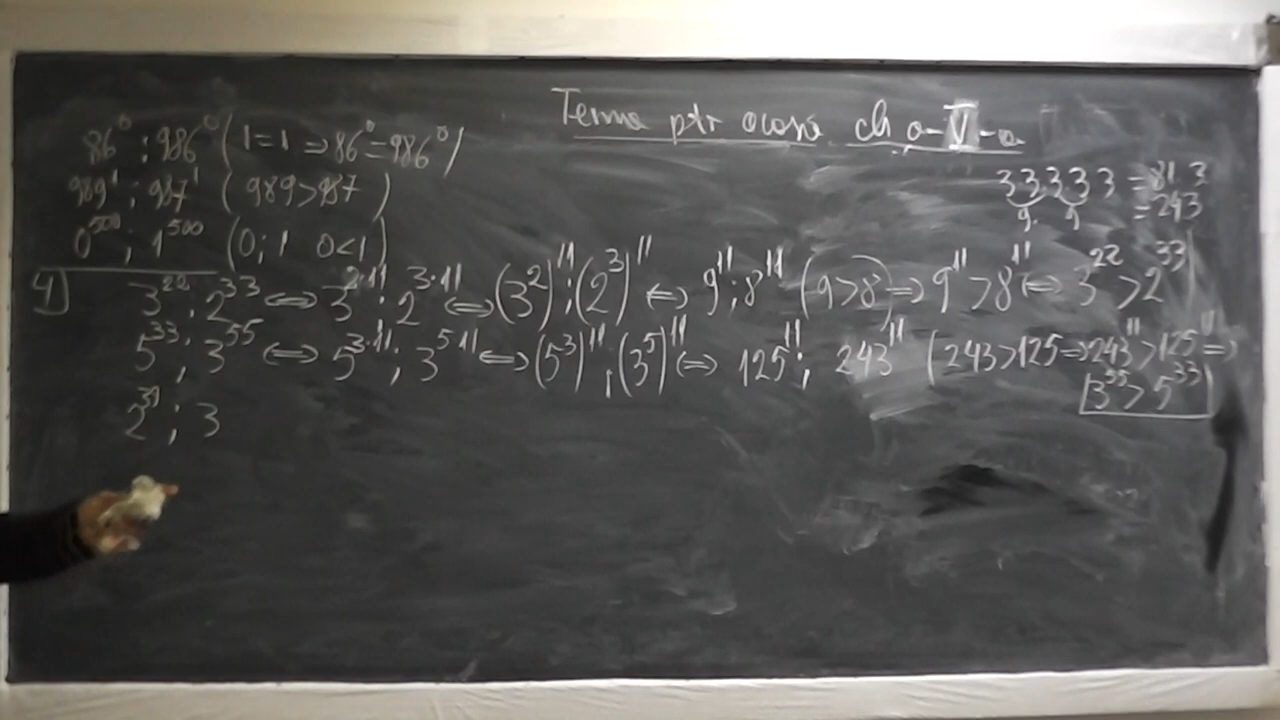 Tema ptr acasă cls a-V-a
86⁰ ; 986⁰ (1=1 ⇒ 86⁰=986⁰)
989¹ ; 987¹ (989>987)
0⁵⁰⁰ ; 1⁵⁰⁰ (0;1 0<1)
3·3·3·3·3 = 81·3
9· 9 = 243
4) 3²² ; 2³³ ⇔ 3²·¹¹ ; 2³·¹¹ ⇔ (3²)¹¹ ; (2³)¹¹ ⇔ 9¹¹ ; 8¹¹ (9>8) ⇒ 9¹¹ > 8¹¹ ⇔ 3²² > 2³³
5³³ ; 3⁵⁵ ⇔ 5³·¹¹ ; 3⁵·¹¹ ⇔ (5³)¹¹ ; (3⁵)¹¹ ⇔ 125¹¹ ; 243¹¹ (243>125 ⇒ 243¹¹ > 125¹¹ ⇒
3⁵⁵ > 5³³
2³¹ ; 3